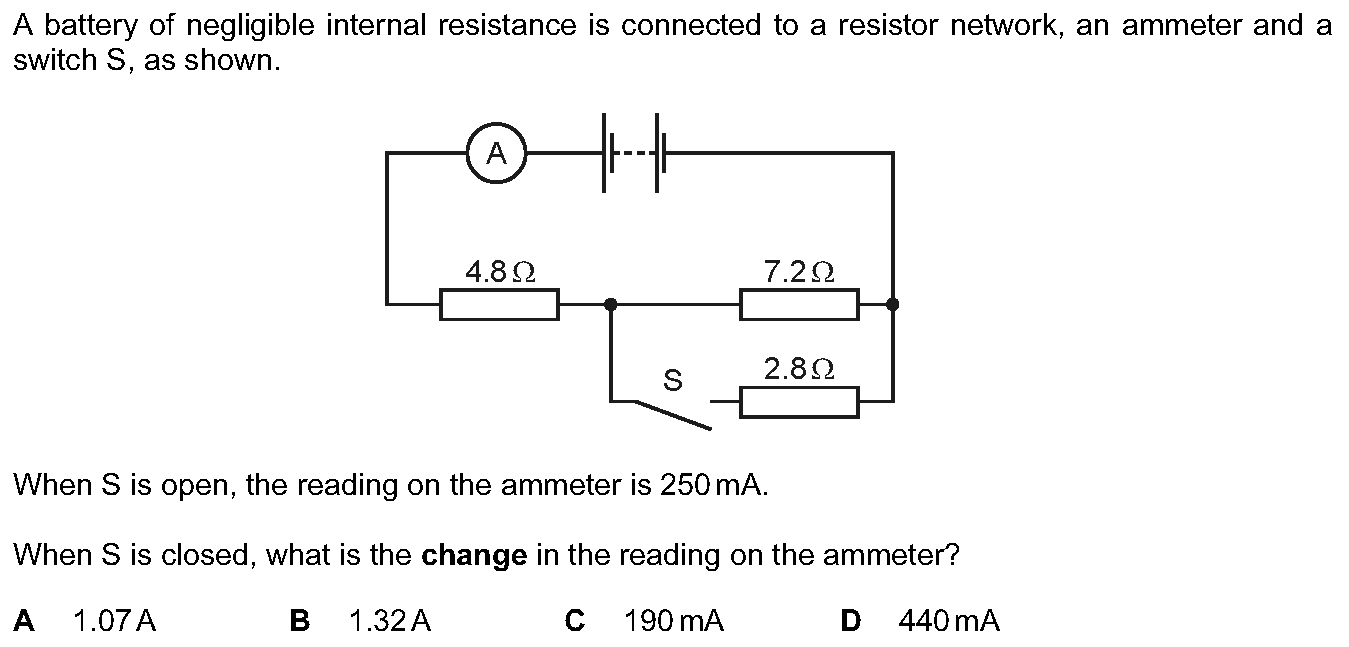 A battery of negligible internal resistance is connected to a resistor network, an ammeter and a
switch S, as shown.
A
4.8 Ω
7.2 Ω
S
2.8 Ω
When S is open, the reading on the ammeter is 250 mA.
When S is closed, what is the change in the reading on the ammeter?
A 1.07 A B 1.32 A C 190 mA D 440 mA